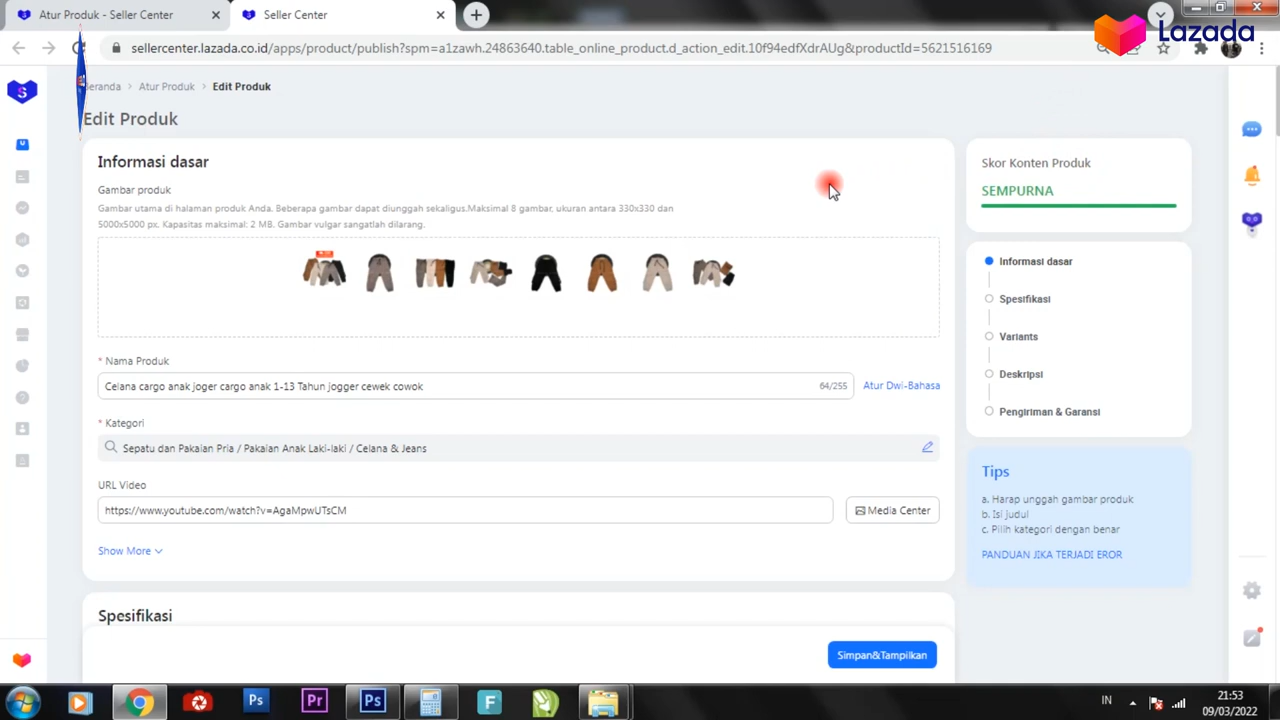 Atur Produk - Seller Center
Seller Center
sellercenter.lazada.co.id/apps/product/publish?spm=a1zawh.24863640.table_online_product.d_action_edit.10f94edfXdrAUg&productId=5621516169
Lazada
Beranda > Atur Produk > Edit Produk
Edit Produk
Informasi dasar
Gambar produk
Gambar utama di halaman produk Anda. Beberapa gambar dapat diunggah sekaligus.Maksimal 8 gambar, ukuran antara 330x330 dan
5000x5000 px. Kapasitas maksimal: 2 MB. Gambar vulgar sangatlah dilarang.
* Nama Produk
Celana cargo anak joger cargo anak 1-13 Tahun jogger cewek cowok
64/255
Atur Dwi-Bahasa
* Kategori
Sepatu dan Pakaian Pria / Pakaian Anak Laki-laki / Celana & Jeans
URL Video
https://www.youtube.com/watch?v=AgaMpwUTsCM
Media Center
Show More
Spesifikasi
Simpan&Tampilkan
Skor Konten Produk
SEMPURNA
Informasi dasar
Spesifikasi
Variants
Deskripsi
Pengiriman & Garansi
Tips
a. Harap unggah gambar produk
b. Isi judul
c. Pilih kategori dengan benar
PANDUAN JIKA TERJADI EROR
Ps
Pr
Ps
F
IN
21:53
09/03/2022